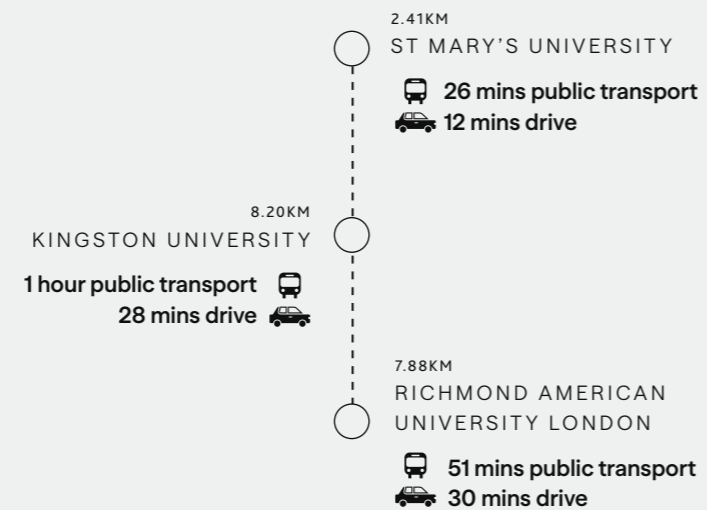 2.41KM
ST MARY'S UNIVERSITY
26 mins public transport
12 mins drive
8.20KM
KINGSTON UNIVERSITY
1 hour public transport
28 mins drive
7.88KM
RICHMOND AMERICAN
UNIVERSITY LONDON
51 mins public transport
30 mins drive